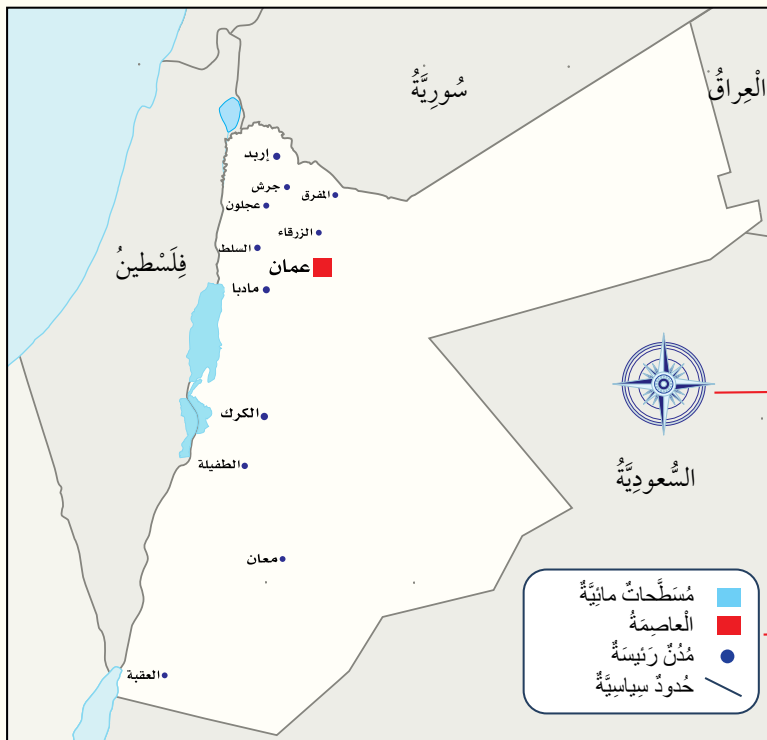 سُورِيَّةُ
الْعِراقُ
إربد
جرش
المفرق
عجلون
الزرقاء
السلط
فِلَسْطينُ
عمان
مادبا
الكرك
الطفيلة
السُّعودِيَّةُ
معان
العقبة
مُسَطَّحاتٌ مائِيَّةٌ
الْعاصِمَةُ
مُدُنٌ رَئيسَةٌ
حُدودٌ سِياسِيَّةٌ